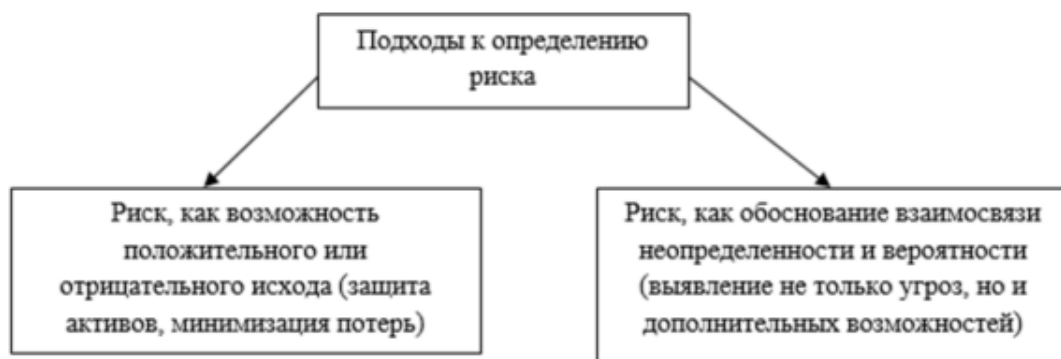 Подходы к определению
риска
Риск, как возможность
положительного или
отрицательного исхода (защита
активов, минимизация потерь)
Риск, как обоснование взаимосвязи
неопределенности и вероятности
(выявление не только угроз, но и
дополнительных возможностей)